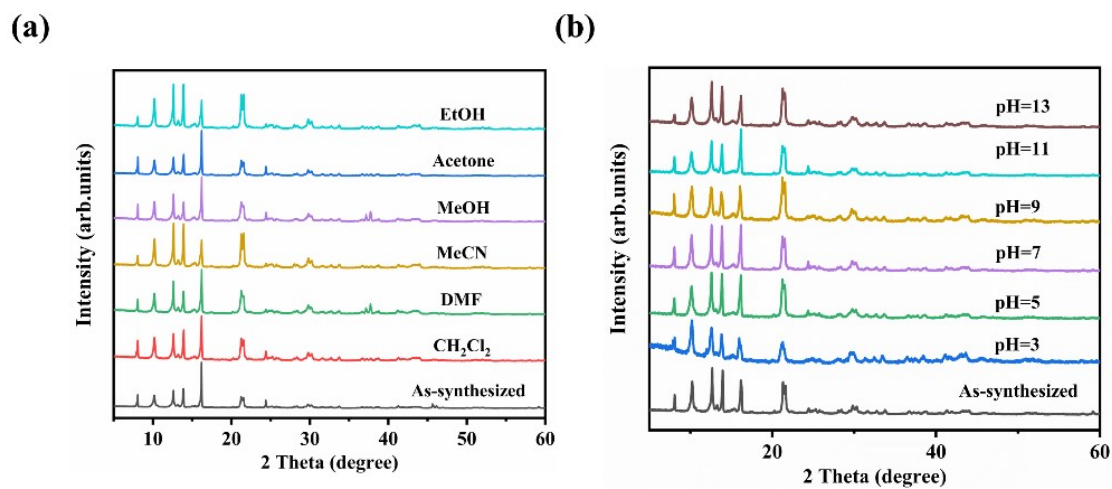 (a)
(b)
EtOH
Acetone
MeOH
MeCN
DMF
CH₂Cl₂
As-synthesized
Intensity (arb.units)
10 20 30 40 50 60
2 Theta (degree)
pH=13
pH=11
pH=9
pH=7
pH=5
pH=3
As-synthesized
Intensity (arb.units)
20 40 60
2 Theta (degree)